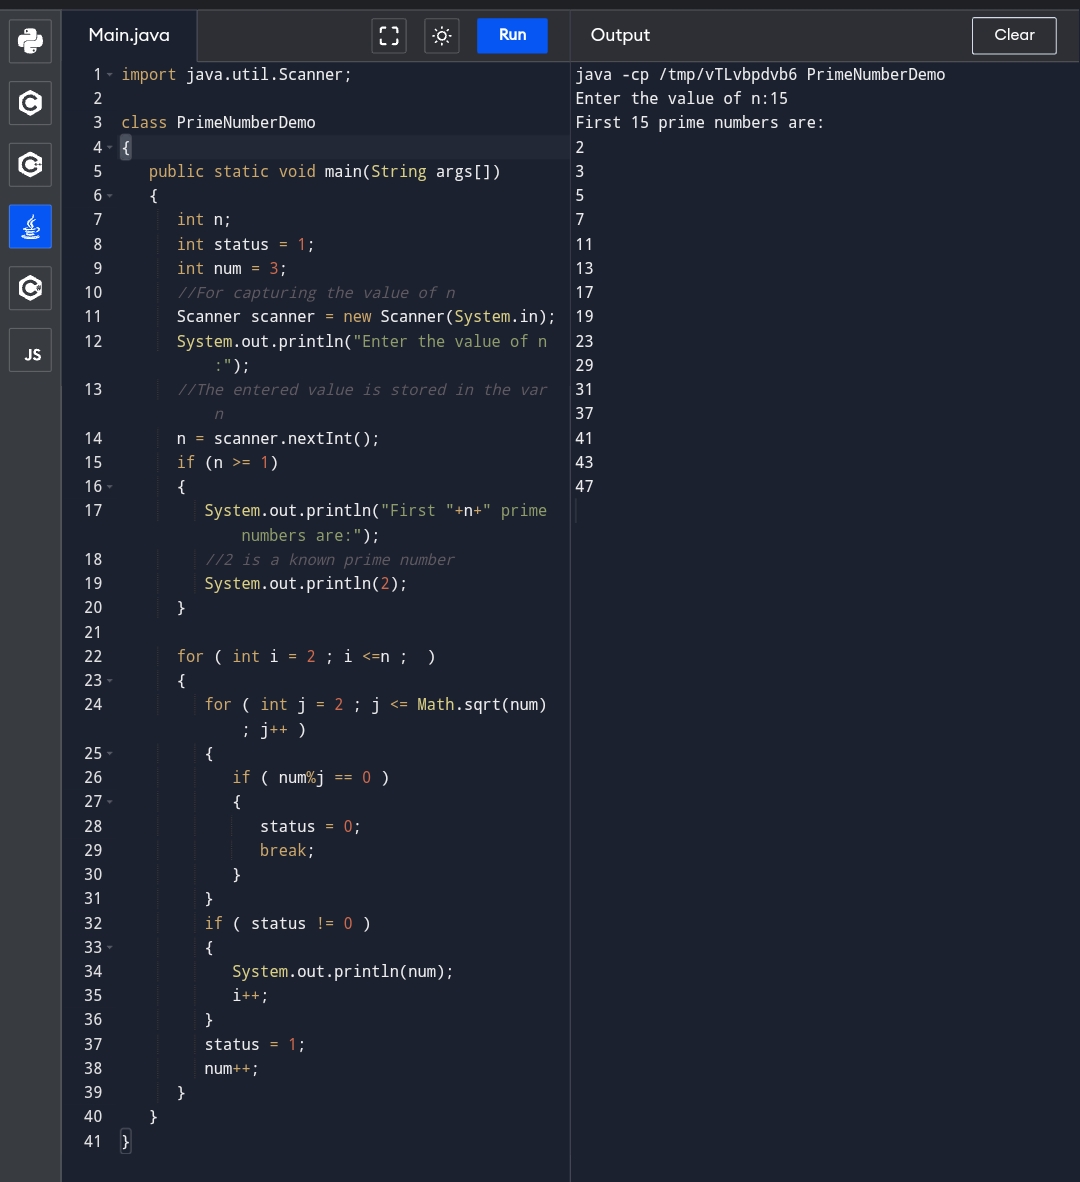 Main.java
Run
Output
Clear
JS
1 import java.util.Scanner;
2
3 class PrimeNumberDemo
4 {
5    public static void main(String args[])
6    {
7       int n;
8       int status = 1;
9       int num = 3;
10       //For capturing the value of n
11       Scanner scanner = new Scanner(System.in);
12       System.out.println("Enter the value of n
:");
13       //The entered value is stored in the var
n
14       n = scanner.nextInt();
15       if (n >= 1)
16       {
17          System.out.println("First "+n+" prime
numbers are:");
18          //2 is a known prime number
19          System.out.println(2);
20       }
21
22       for ( int i = 2 ; i <=n ;  )
23       {
24          for ( int j = 2 ; j <= Math.sqrt(num)
; j++ )
25          {
26             if ( num%j == 0 )
27             {
28                status = 0;
29                break;
30             }
31          }
32          if ( status != 0 )
33          {
34             System.out.println(num);
35             i++;
36          }
37          status = 1;
38          num++;
39       }
40    }
41 }
java -cp /tmp/vTLvbpdvb6 PrimeNumberDemo
Enter the value of n:15
First 15 prime numbers are:
2
3
5
7
11
13
17
19
23
29
31
37
41
43
47